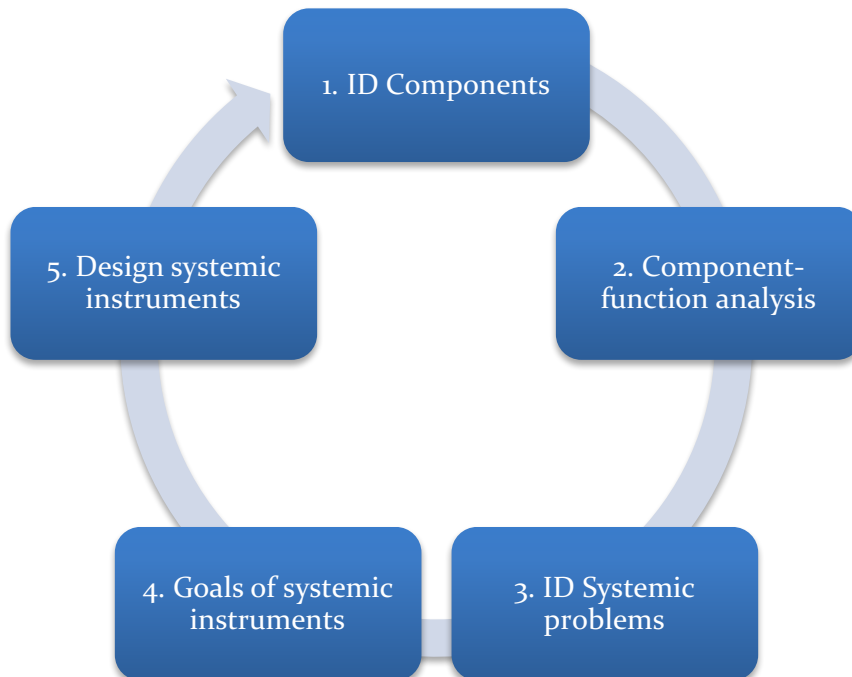 1. ID Components
2. Component-
function analysis
3. ID Systemic
problems
4. Goals of systemic
instruments
5. Design systemic
instruments